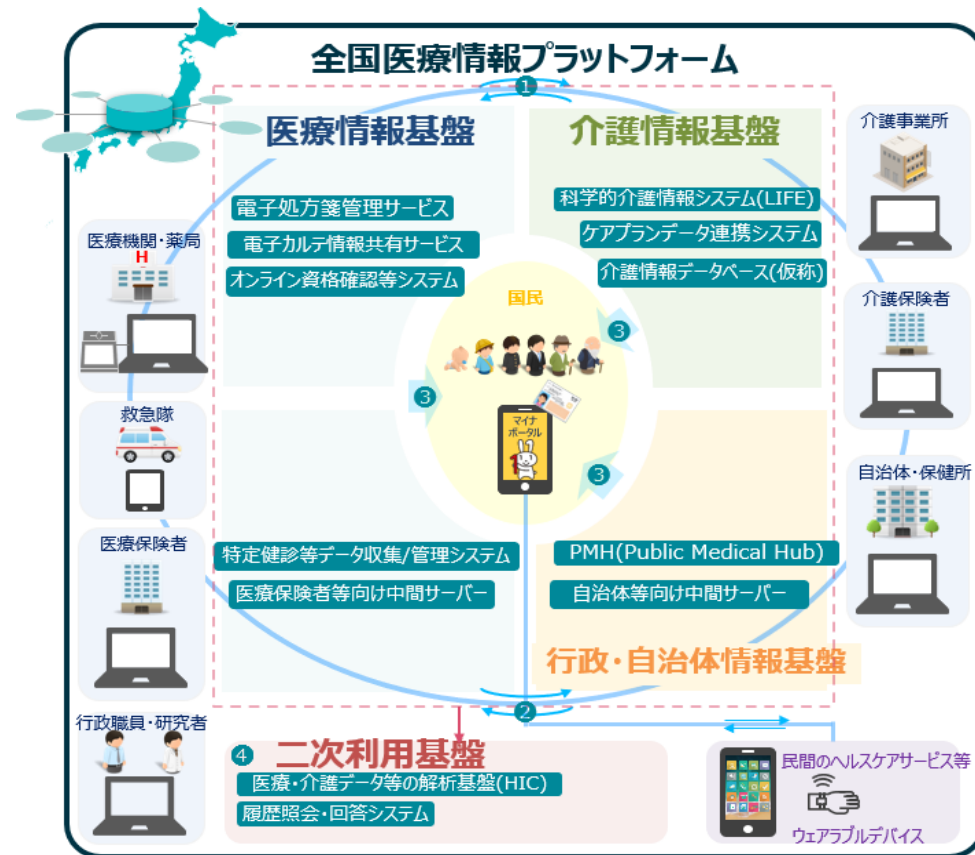 全国医療情報プラットフォーム
❶
医療情報基盤
介護情報基盤
電子処方箋管理サービス
電子カルテ情報共有サービス
オンライン資格確認等システム
科学的介護情報システム(LIFE)
ケアプランデータ連携システム
介護情報データベース(仮称)
医療機関・薬局
H
救急隊
医療保険者
行政職員・研究者
介護事業所
介護保険者
自治体・保健所
国民
❸
❸
❸
マイナ
ポータル
特定健診等データ収集/管理システム
医療保険者等向け中間サーバー
PMH(Public Medical Hub)
自治体等向け中間サーバー
行政・自治体情報基盤
❷
❹ 二次利用基盤
医療・介護データ等の解析基盤(HIC)
履歴照会・回答システム
民間のヘルスケアサービス等
ウェアラブルデバイス